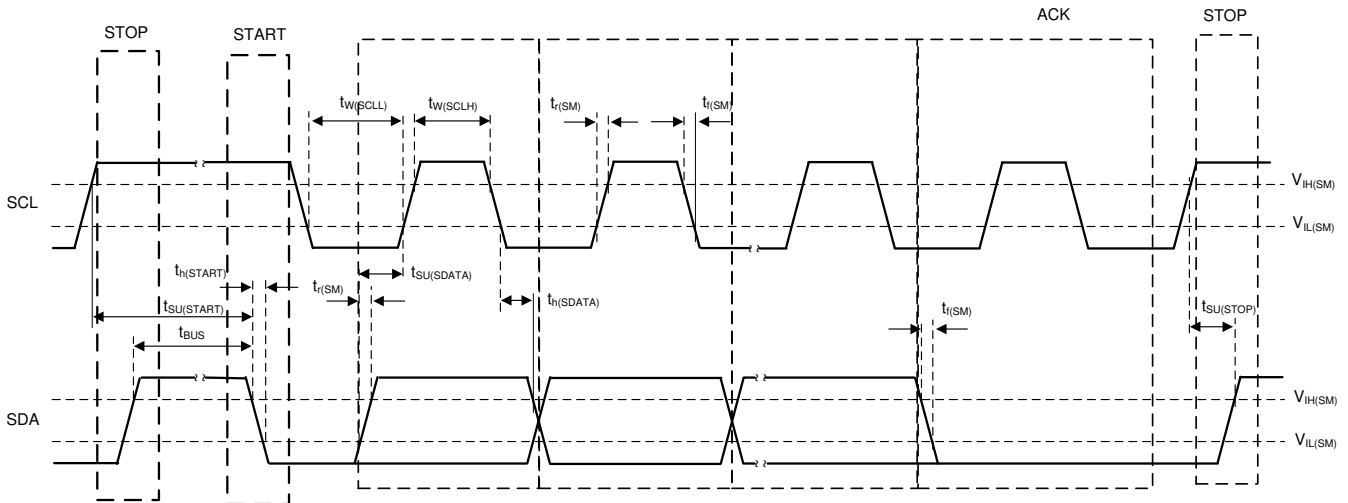 ACK
STOP
START
STOP
tW(SCLL)
tW(SCLH)
tr(SM)
tf(SM)
VIH(SM)
SCL
VIL(SM)
th(START)
tr(SM)
tSU(SDATA)
th(SDATA)
tSU(START)
tf(SM)
tSU(STOP)
tBUS
VIH(SM)
SDA
VIL(SM)